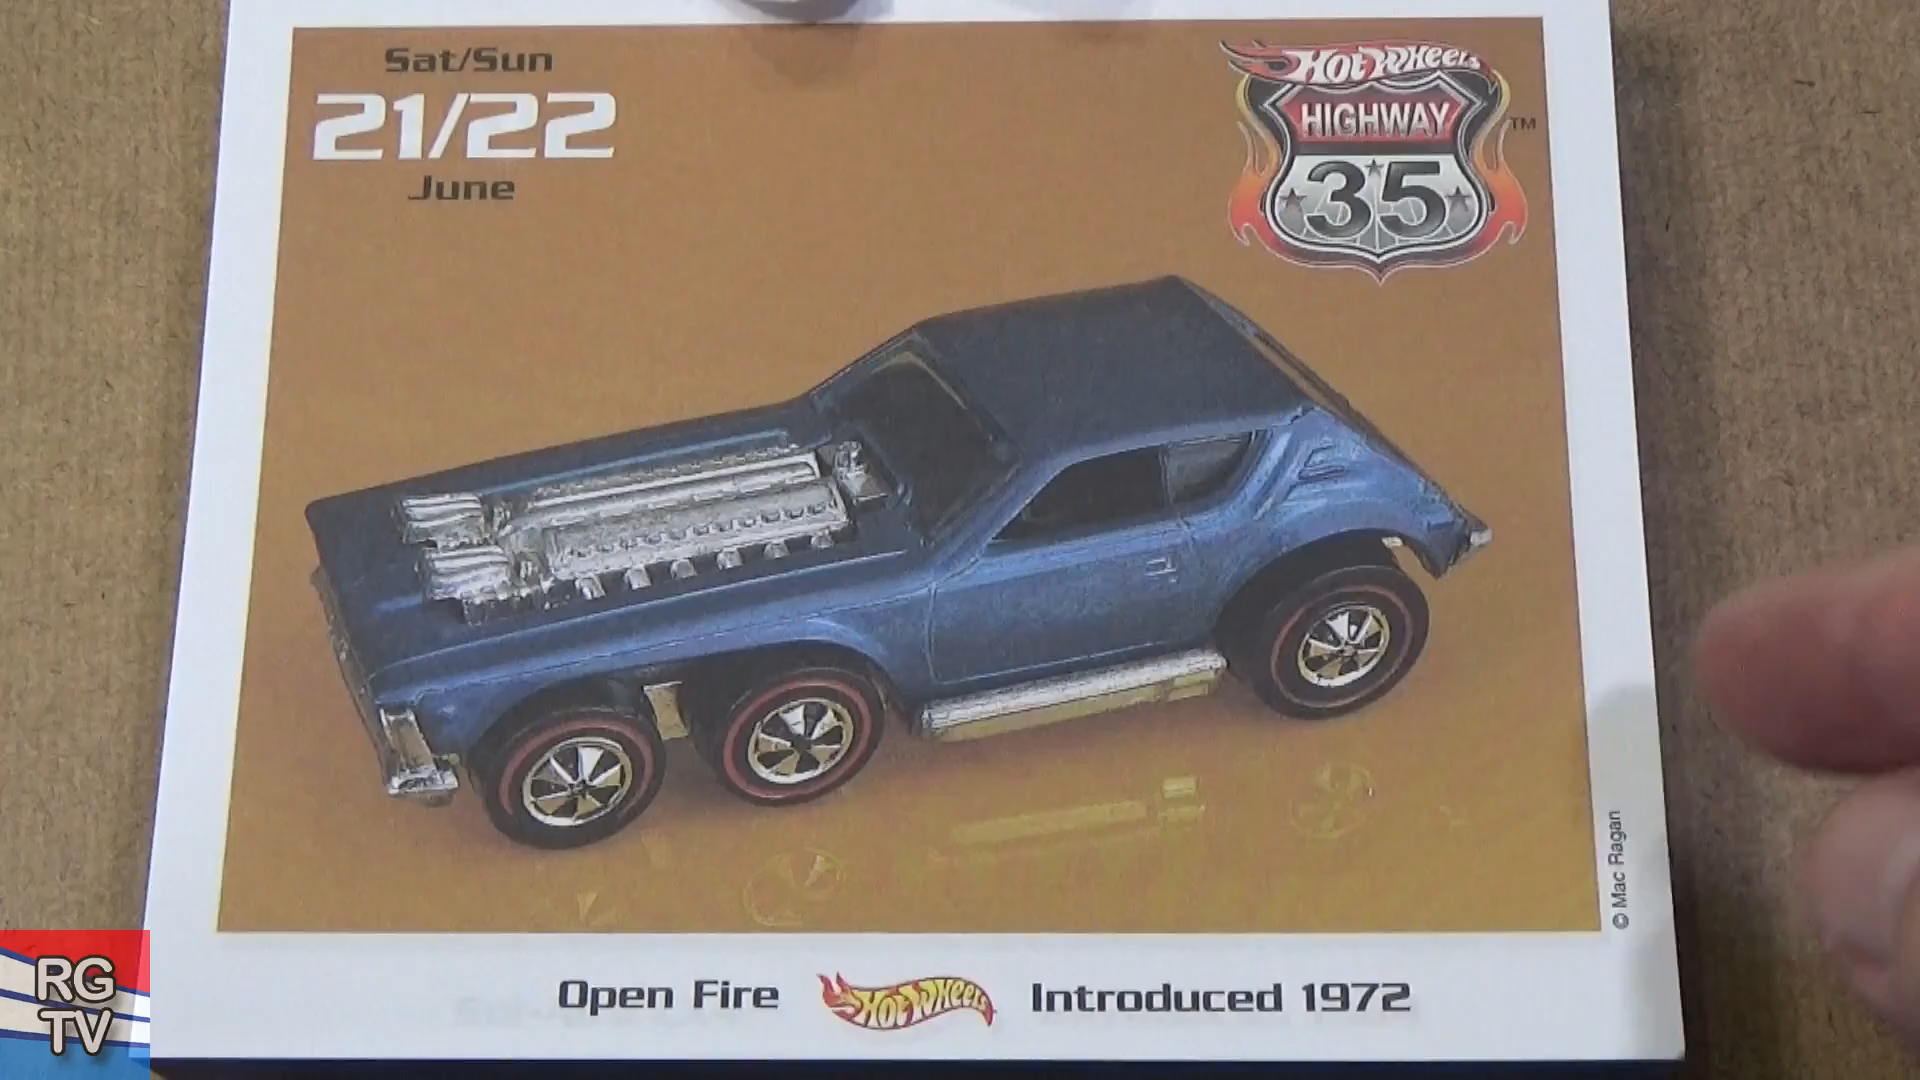 Sat/Sun
21/22
June
Hot Wheels
HIGHWAY
35
TM
© Mac Ragan
Open Fire
Hot Wheels
Introduced 1972
RG
TV